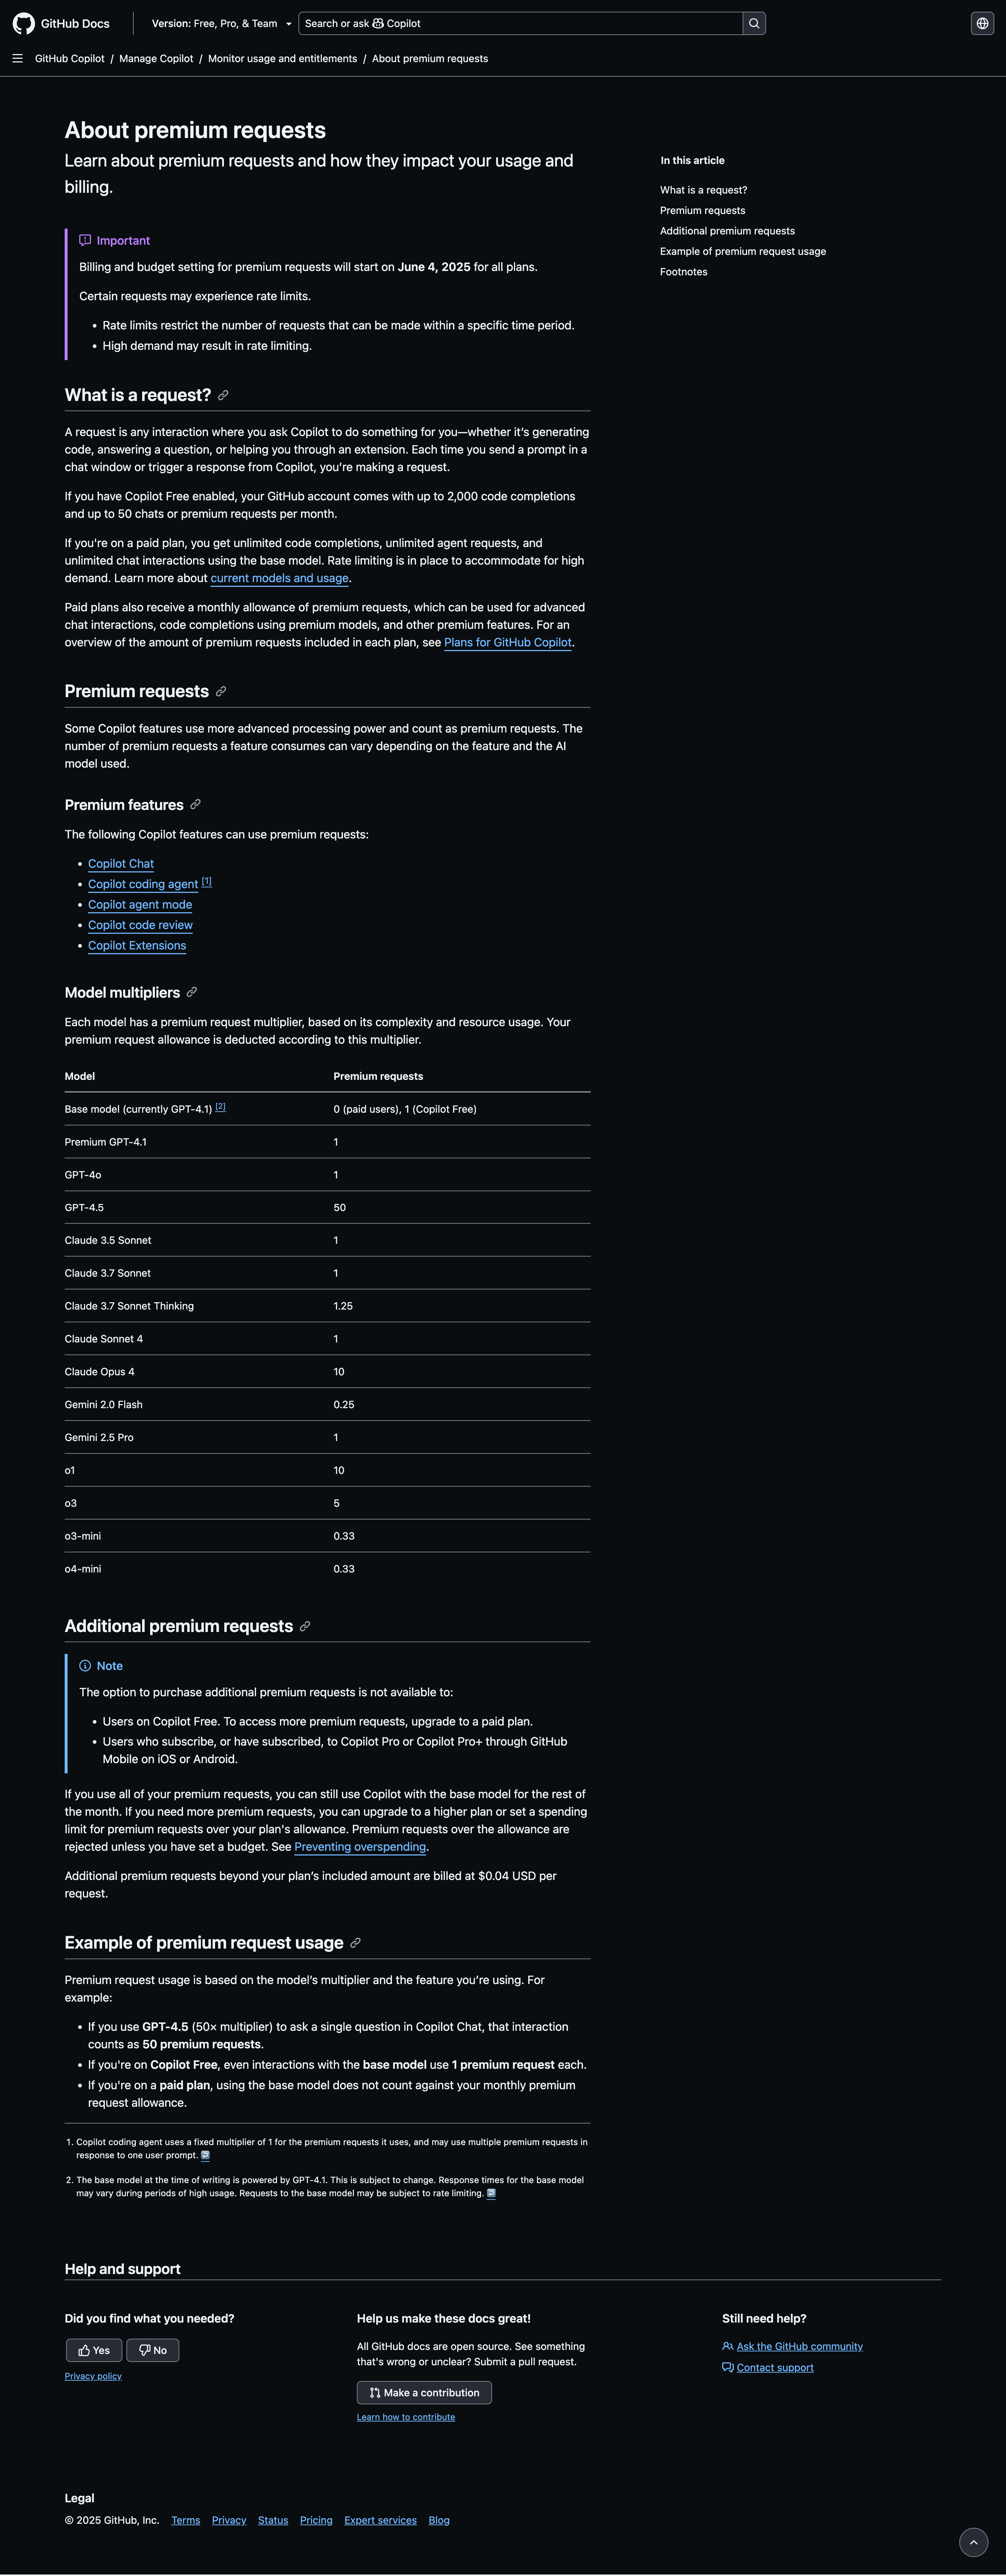 GitHub Docs
Version: Free, Pro, & Team
Search or ask Copilot
GitHub Copilot / Manage Copilot / Monitor usage and entitlements / About premium requests
About premium requests
Learn about premium requests and how they impact your usage and
billing.
Important
Billing and budget setting for premium requests will start on June 4, 2025 for all plans.
Certain requests may experience rate limits.
• Rate limits restrict the number of requests that can be made within a specific time period.
• High demand may result in rate limiting.
In this article
What is a request?
Premium requests
Additional premium requests
Example of premium request usage
Footnotes
What is a request?
A request is any interaction where you ask Copilot to do something for you—whether it’s generating
code, answering a question, or helping you through an extension. Each time you send a prompt in a
chat window or trigger a response from Copilot, you’re making a request.
If you have Copilot Free enabled, your GitHub account comes with up to 2,000 code completions
and up to 50 chats or premium requests per month.
If you're on a paid plan, you get unlimited code completions, unlimited agent requests, and
unlimited chat interactions using the base model. Rate limiting is in place to accommodate for high
demand. Learn more about current models and usage.
Paid plans also receive a monthly allowance of premium requests, which can be used for advanced
chat interactions, code completions using premium models, and other premium features. For an
overview of the amount of premium requests included in each plan, see Plans for GitHub Copilot.
Premium requests
Some Copilot features use more advanced processing power and count as premium requests. The
number of premium requests a feature consumes can vary depending on the feature and the AI
model used.
Premium features
The following Copilot features can use premium requests:
• Copilot Chat
• Copilot coding agent [1]
• Copilot agent mode
• Copilot code review
• Copilot Extensions
Model multipliers
Each model has a premium request multiplier, based on its complexity and resource usage. Your
premium request allowance is deducted according to this multiplier.
Model Premium requests
Base model (currently GPT-4.1) [2] 0 (paid users), 1 (Copilot Free)
Premium GPT-4.1 1
GPT-4o 1
GPT-4.5 50
Claude 3.5 Sonnet 1
Claude 3.7 Sonnet 1
Claude 3.7 Sonnet Thinking 1.25
Claude Sonnet 4 1
Claude Opus 4 10
Gemini 2.0 Flash 0.25
Gemini 2.5 Pro 1
o1 10
o3 5
o3-mini 0.33
o4-mini 0.33
Additional premium requests
Note
The option to purchase additional premium requests is not available to:
• Users on Copilot Free. To access more premium requests, upgrade to a paid plan.
• Users who subscribe, or have subscribed, to Copilot Pro or Copilot Pro+ through GitHub
Mobile on iOS or Android.
If you use all of your premium requests, you can still use Copilot with the base model for the rest of
the month. If you need more premium requests, you can upgrade to a higher plan or set a spending
limit for premium requests over your plan's allowance. Premium requests over the allowance are
rejected unless you have set a budget. See Preventing overspending.
Additional premium requests beyond your plan’s included amount are billed at $0.04 USD per
request.
Example of premium request usage
Premium request usage is based on the model’s multiplier and the feature you’re using. For
example:
• If you use GPT-4.5 (50× multiplier) to ask a single question in Copilot Chat, that interaction
counts as 50 premium requests.
• If you're on Copilot Free, even interactions with the base model use 1 premium request each.
• If you're on a paid plan, using the base model does not count against your monthly premium
request allowance.
1. Copilot coding agent uses a fixed multiplier of 1 for the premium requests it uses, and may use multiple premium requests in
response to one user prompt. ↩
2. The base model at the time of writing is powered by GPT-4.1. This is subject to change. Response times for the base model
may vary during periods of high usage. Requests to the base model may be subject to rate limiting. ↩
Help and support
Did you find what you needed?
Yes No
Privacy policy
Help us make these docs great!
All GitHub docs are open source. See something
that's wrong or unclear? Submit a pull request.
Make a contribution
Learn how to contribute
Still need help?
Ask the GitHub community
Contact support
Legal
© 2025 GitHub, Inc. Terms Privacy Status Pricing Expert services Blog